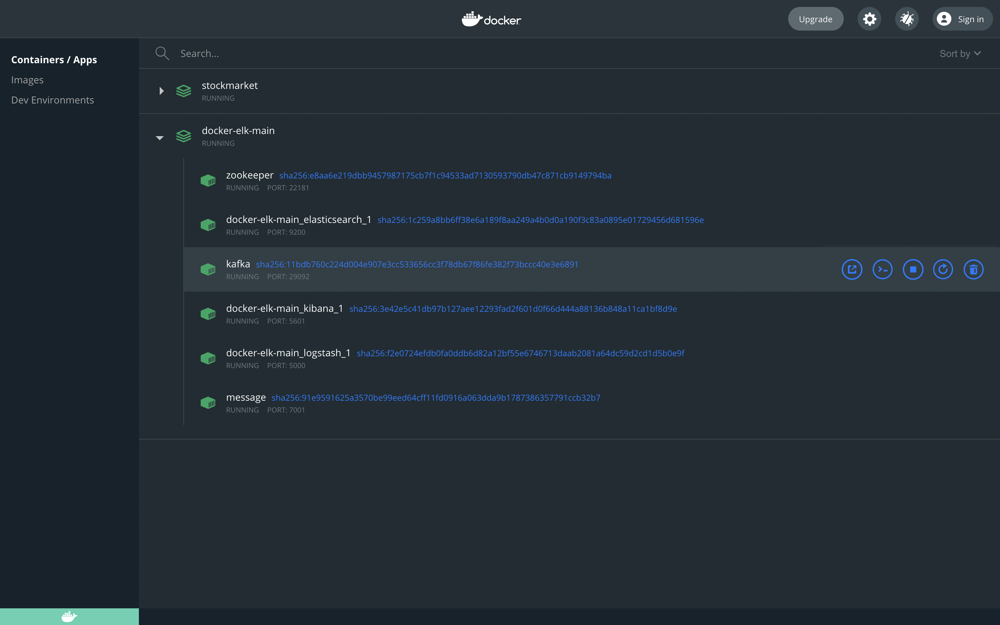 docker
Upgrade
Sign in
Containers / Apps
Images
Dev Environments
Search...
Sort by
stockmarket
RUNNING
docker-elk-main
RUNNING
zookeeper sha256:e8aa6e219dbb9457987175cb7f1c94533ad7130593790db47c871cb9149794ba
RUNNING PORT: 22181
docker-elk-main_elasticsearch_1 sha256:1c259a8bb6ff38e6a189f8aa249a4b0d0a190f3c83a0895e01729456d681596e
RUNNING PORT: 9200
kafka sha256:11bdb760c224d004e907e3cc533656cc3f78db67f86fe382f73bccc40e3e6891
RUNNING PORT: 29092
docker-elk-main_kibana_1 sha256:3e42e5c41db97b127aee12293fad2f601d0f66d444a88136b848a11ca1bf8d9e
RUNNING PORT: 5601
docker-elk-main_logstash_1 sha256:f2e0724efdb0fa0ddb6d82a12bf55e6746713daab2081a64dc59d2cd1d5b0e9f
RUNNING PORT: 5000
message sha256:91e9591625a3570be99eed64cff11fd0916a063dda9b1787386357791ccb32b7
RUNNING PORT: 7001